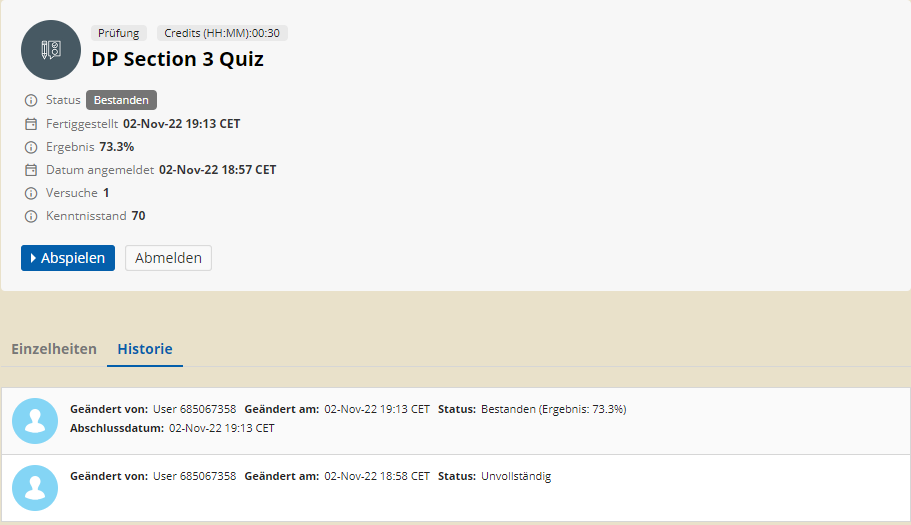 Prüfung Credits (HH:MM):00:30
DP Section 3 Quiz
Status Bestanden
Fertiggestellt 02-Nov-22 19:13 CET
Ergebnis 73.3%
Datum angemeldet 02-Nov-22 18:57 CET
Versuche 1
Kenntnisstand 70
Abspielen Abmelden
Einzelheiten Historie
Geändert von: User 685067358 Geändert am: 02-Nov-22 19:13 CET Status: Bestanden (Ergebnis: 73.3%)
Abschlussdatum: 02-Nov-22 19:13 CET
Geändert von: User 685067358 Geändert am: 02-Nov-22 18:58 CET Status: Unvollständig